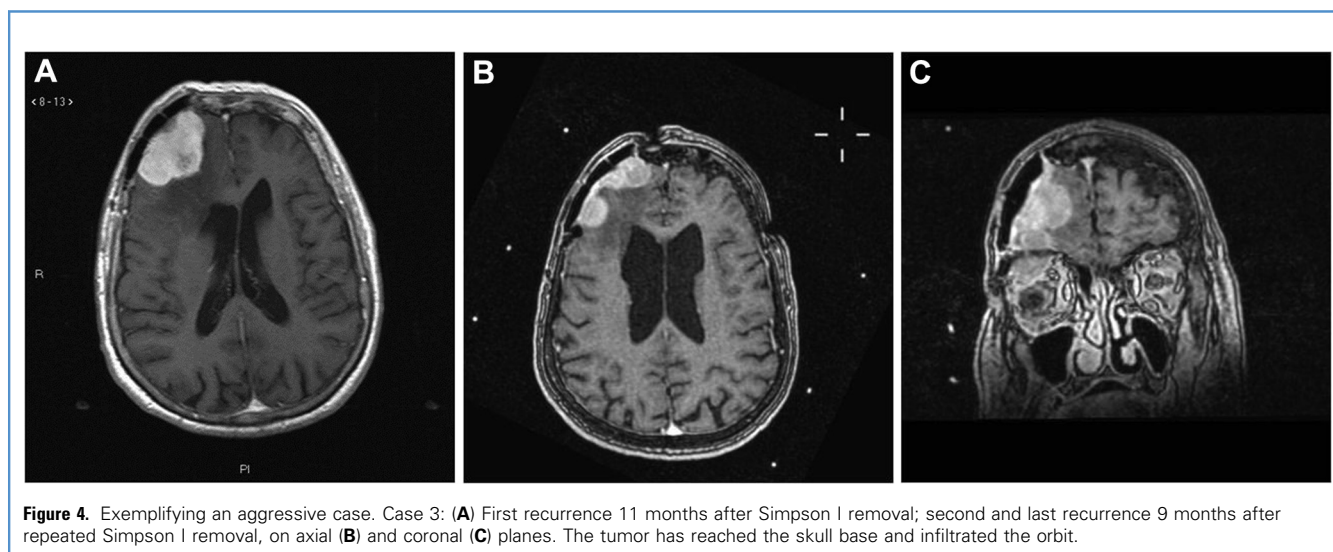 A
<8-13>
R
PI
B
C
Figure 4. Exemplifying an aggressive case. Case 3: (A) First recurrence 11 months after Simpson I removal; second and last recurrence 9 months after
repeated Simpson I removal, on axial (B) and coronal (C) planes. The tumor has reached the skull base and infiltrated the orbit.